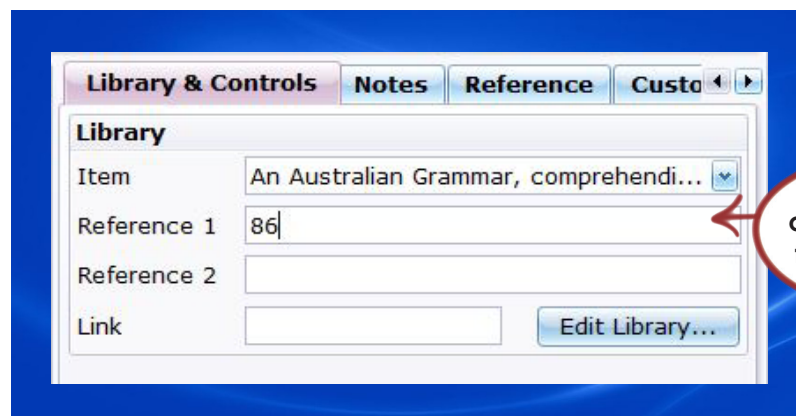 Library & Controls Notes Reference Custo
Library
Item An Australian Grammar, comprehendi...
Reference 1 86
Reference 2
Link Edit Library...